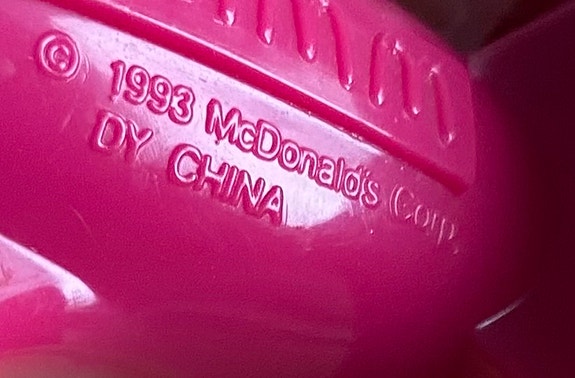 © 1993 McDonald's Corp.
DY CHINA